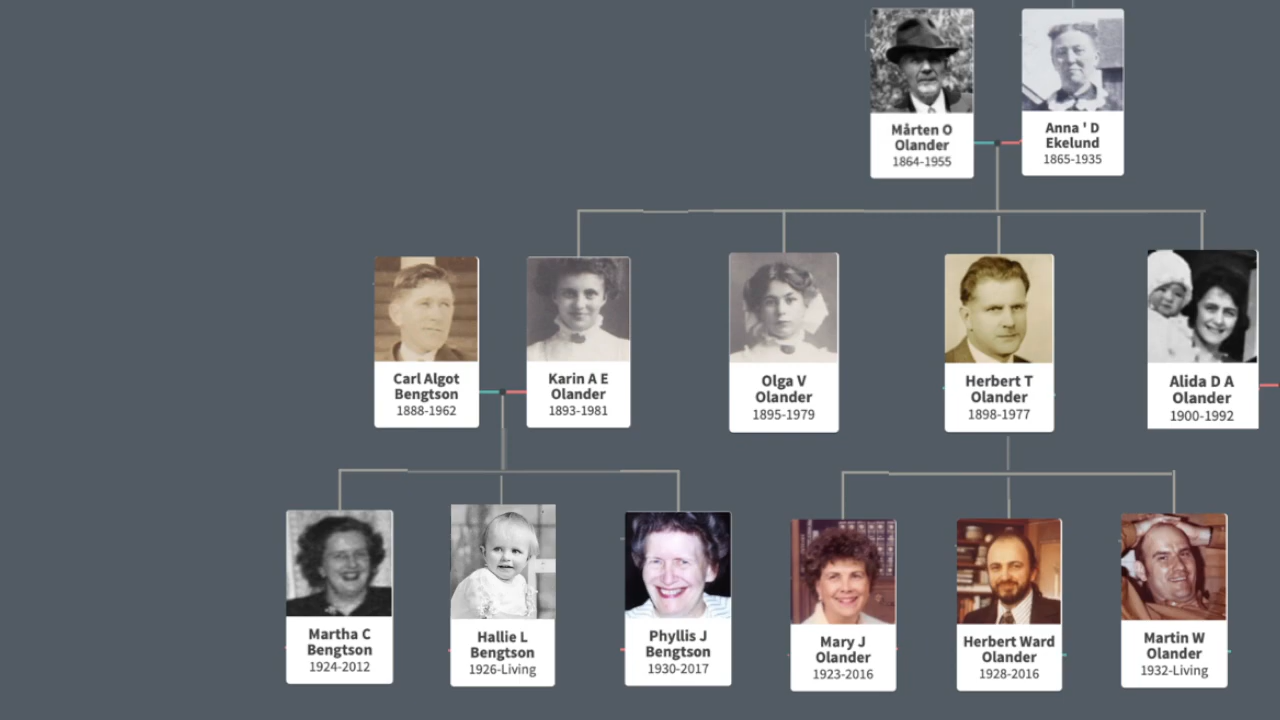 Mårten O
Olander
1864-1955
Anna ' D
Ekelund
1865-1935
Carl Algot
Bengtson
1888-1962
Karin A E
Olander
1893-1981
Olga V
Olander
1895-1979
Herbert T
Olander
1898-1977
Alida D A
Olander
1900-1992
Martha C
Bengtson
1924-2012
Hallie L
Bengtson
1926-Living
Phyllis J
Bengtson
1930-2017
Mary J
Olander
1923-2016
Herbert Ward
Olander
1928-2016
Martin W
Olander
1932-Living